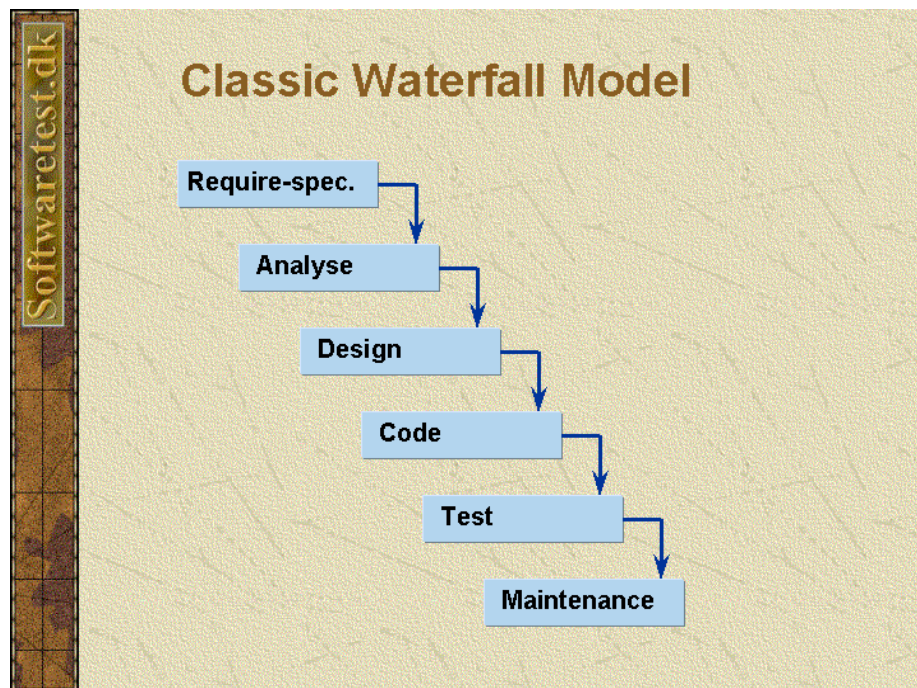 Softwaretest.dk
Classic Waterfall Model
Require-spec.
Analyse
Design
Code
Test
Maintenance